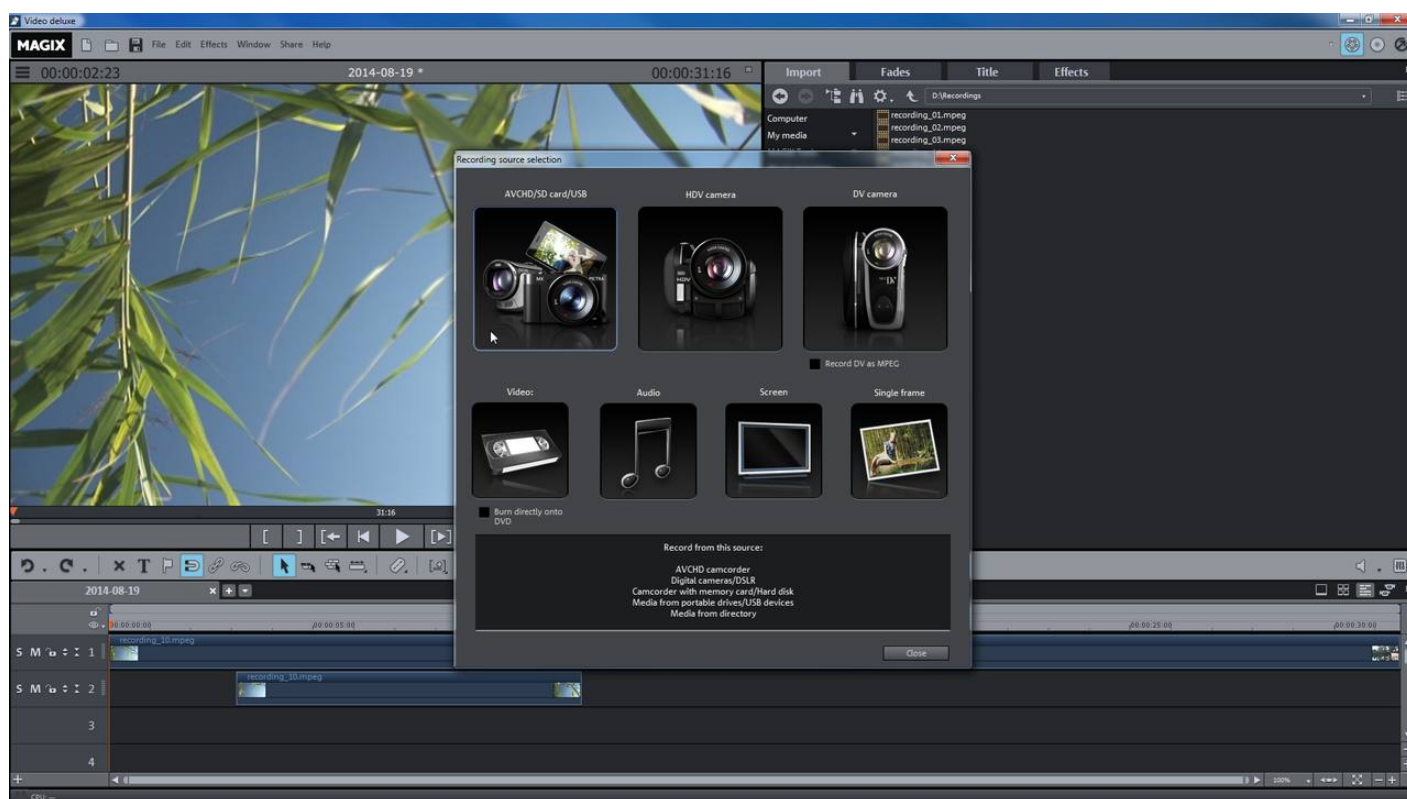 Video deluxe
MAGIX File Edit Effects Window Share Help
00:00:02:23 2014-08-19 * 00:00:31:16
Import Fades Title Effects
D:\Recordings
Computer
My media
recording_01.mpeg
recording_02.mpeg
recording_03.mpeg
Recording source selection
AVCHD/SD card/USB HDV camera DV camera
Record DV as MPEG
Video: Audio Screen Single frame
Burn directly onto
DVD
Record from this source:
AVCHD camcorder
Digital cameras/DSLR
Camcorder with memory card/Hard disk
Media from portable drives/USB devices
Media from directory
Close
31:16
2014-08-19
00:00:00:00 00:00:05:00 00:00:25:00 00:00:30:00
S M 1 recording_10.mpeg
S M 2 recording_10.mpeg
3
4
100%
CPU: —